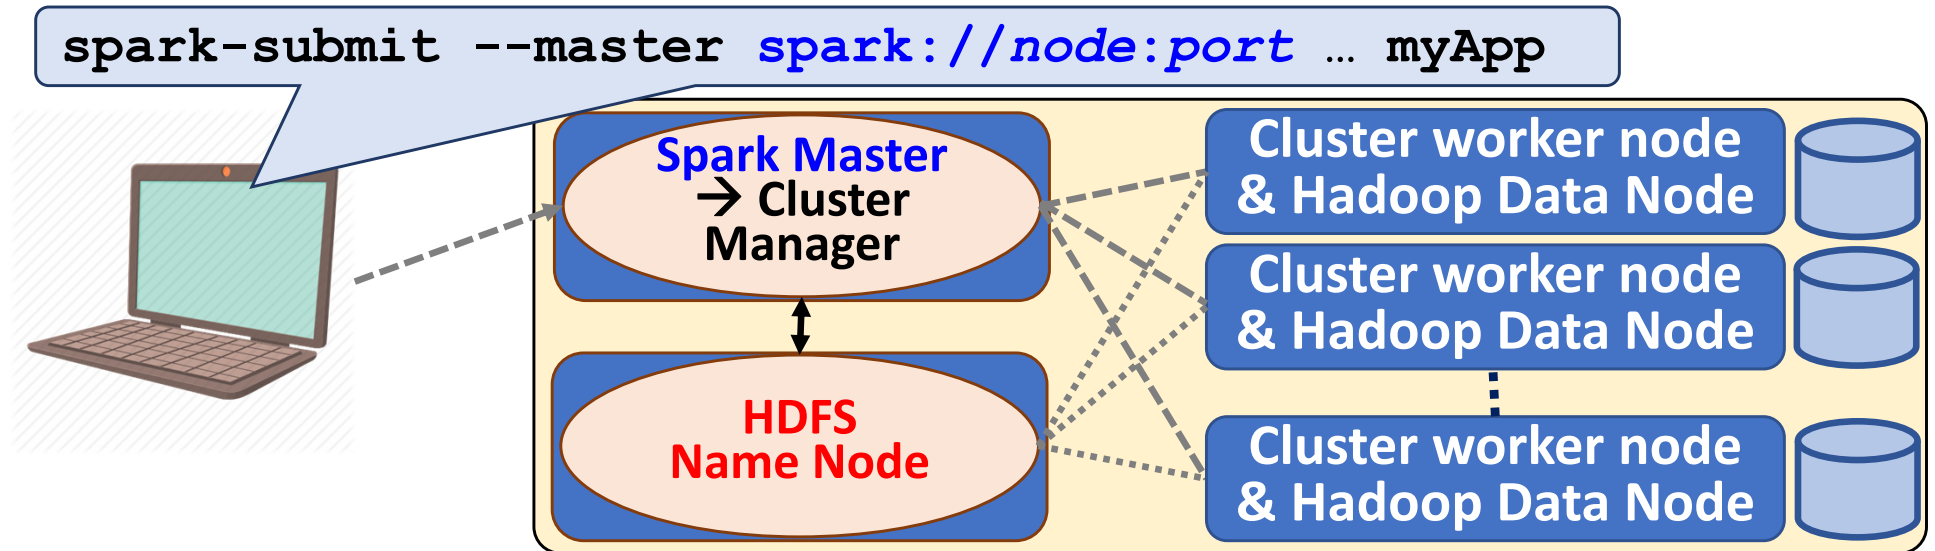 spark-submit --master spark://node:port … myApp
Spark Master
→ Cluster
Manager
HDFS
Name Node
Cluster worker node
& Hadoop Data Node
Cluster worker node
& Hadoop Data Node
Cluster worker node
& Hadoop Data Node